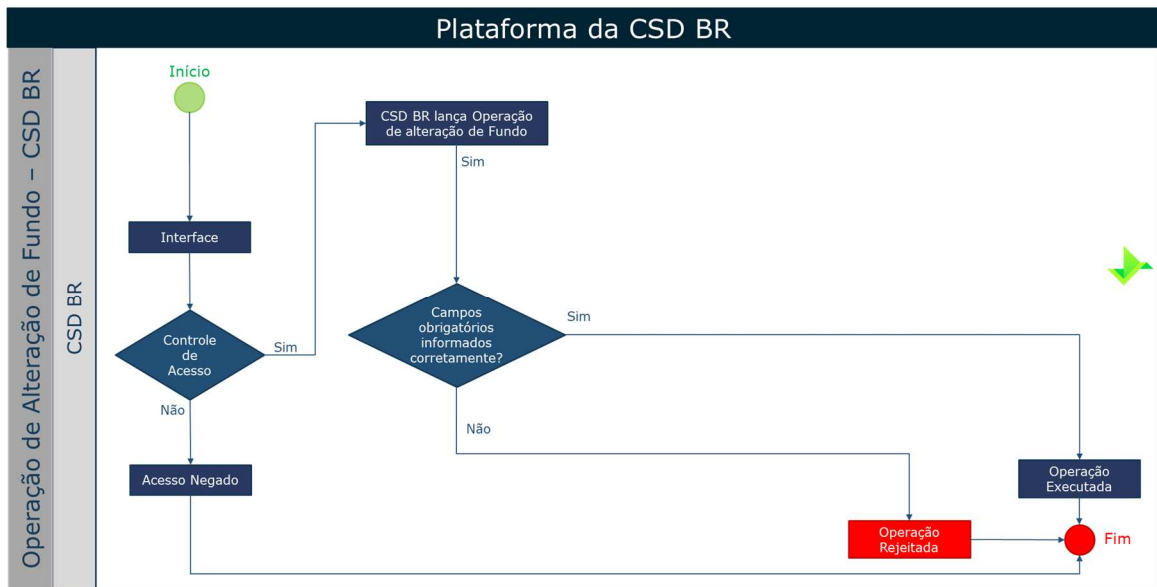 Plataforma da CSD BR
Operação de Alteração de Fundo – CSD BR
CSD BR
Início
CSD BR lança Operação
de alteração de Fundo
Sim
Interface
Controle
de
Acesso
Sim
Não
Campos
obrigatórios
informados
corretamente?
Sim
Não
Acesso Negado
Operação
Executada
Operação
Rejeitada
Fim